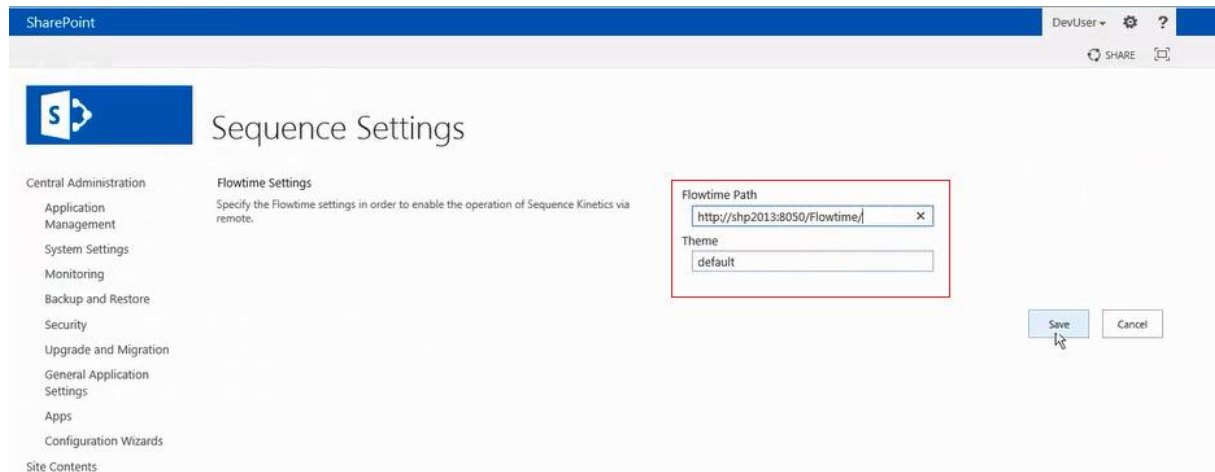 SharePoint
DevUser
?
SHARE
S
Sequence Settings
Central Administration
Application
Management
System Settings
Monitoring
Backup and Restore
Security
Upgrade and Migration
General Application
Settings
Apps
Configuration Wizards
Site Contents
Flowtime Settings
Specify the Flowtime settings in order to enable the operation of Sequence Kinetics via
remote.
Flowtime Path
http://shp2013:8050/Flowtime/
Theme
default
Save
Cancel